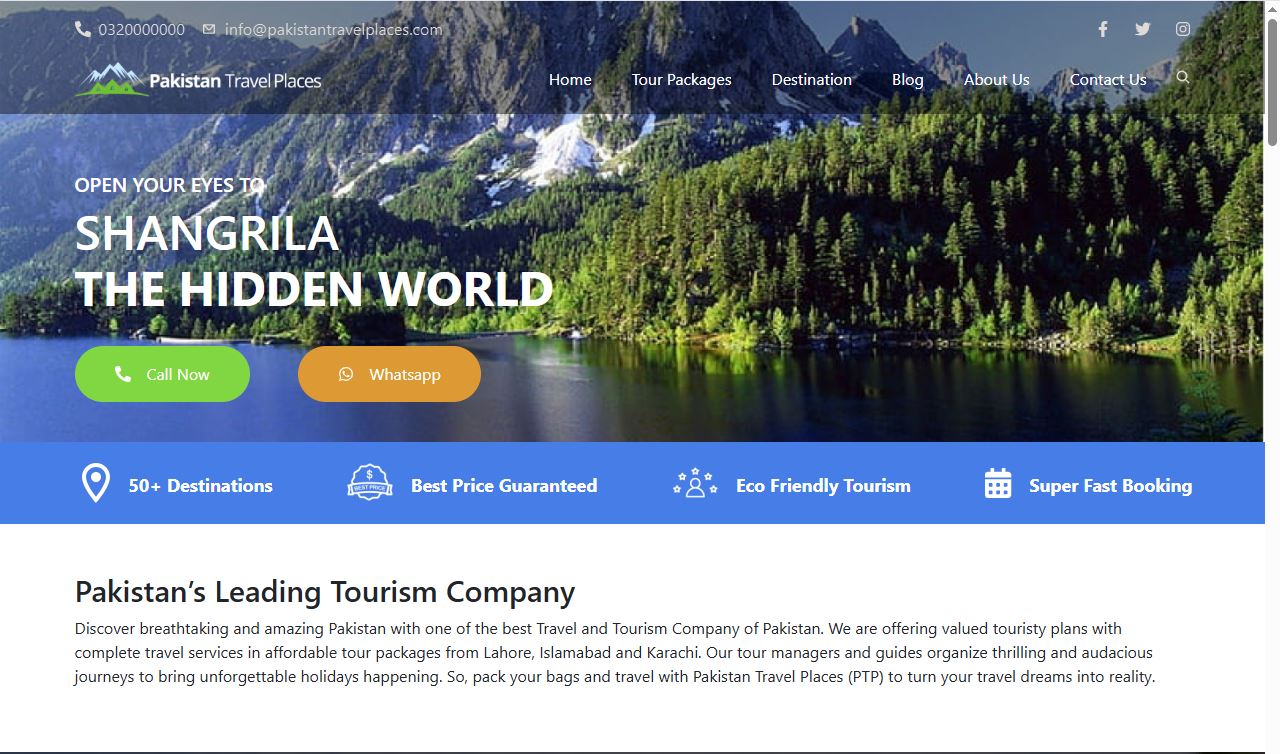 0320000000 info@pakistantravelplaces.com
Pakistan Travel Places
Home Tour Packages Destination Blog About Us Contact Us
OPEN YOUR EYES TO
SHANGRILA
THE HIDDEN WORLD
Call Now Whatsapp
$
BEST PRICE
50+ Destinations Best Price Guaranteed Eco Friendly Tourism Super Fast Booking
Pakistan’s Leading Tourism Company
Discover breathtaking and amazing Pakistan with one of the best Travel and Tourism Company of Pakistan. We are offering valued touristy plans with
complete travel services in affordable tour packages from Lahore, Islamabad and Karachi. Our tour managers and guides organize thrilling and audacious
journeys to bring unforgettable holidays happening. So, pack your bags and travel with Pakistan Travel Places (PTP) to turn your travel dreams into reality.